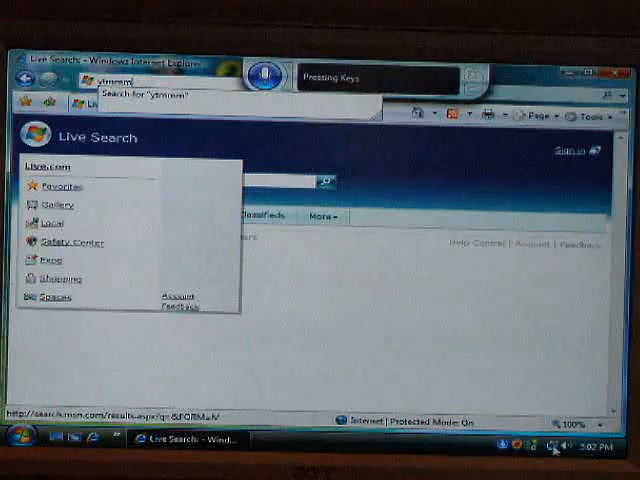 Live Search: - Windows Internet Explorer
Pressing Keys
ytmmm
Search for "ytmmm"
Page
Tools
Live Search
Sign in
Live.com
Favorites
Gallery
Local
Safety Center
Expo
Shopping
Spaces
Account
Feedback
Classifieds
More
Help Central | Account | Feedback
Internet | Protected Mode: On
100%
Live Search: - Wind...
5:02 PM